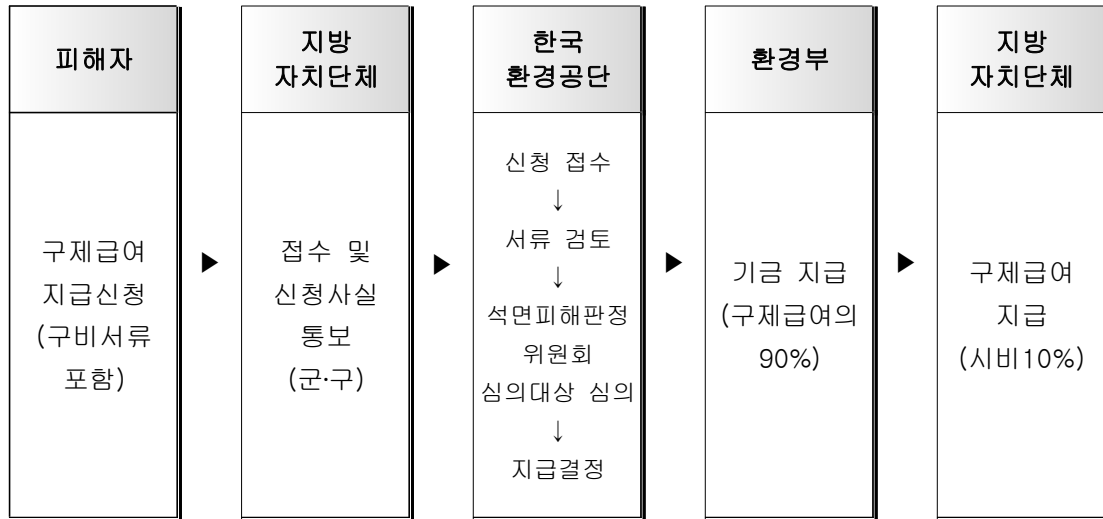 피해자
구제급여
지급신청
(구비서류
포함)
▶
지방
자치단체
접수 및
신청사실
통보
(군·구)
▶
한국
환경공단
신청 접수
↓
서류 검토
↓
석면피해판정
위원회
심의대상 심의
↓
지급결정
▶
환경부
기금 지급
(구제급여의
90%)
▶
지방
자치단체
구제급여
지급
(시비10%)